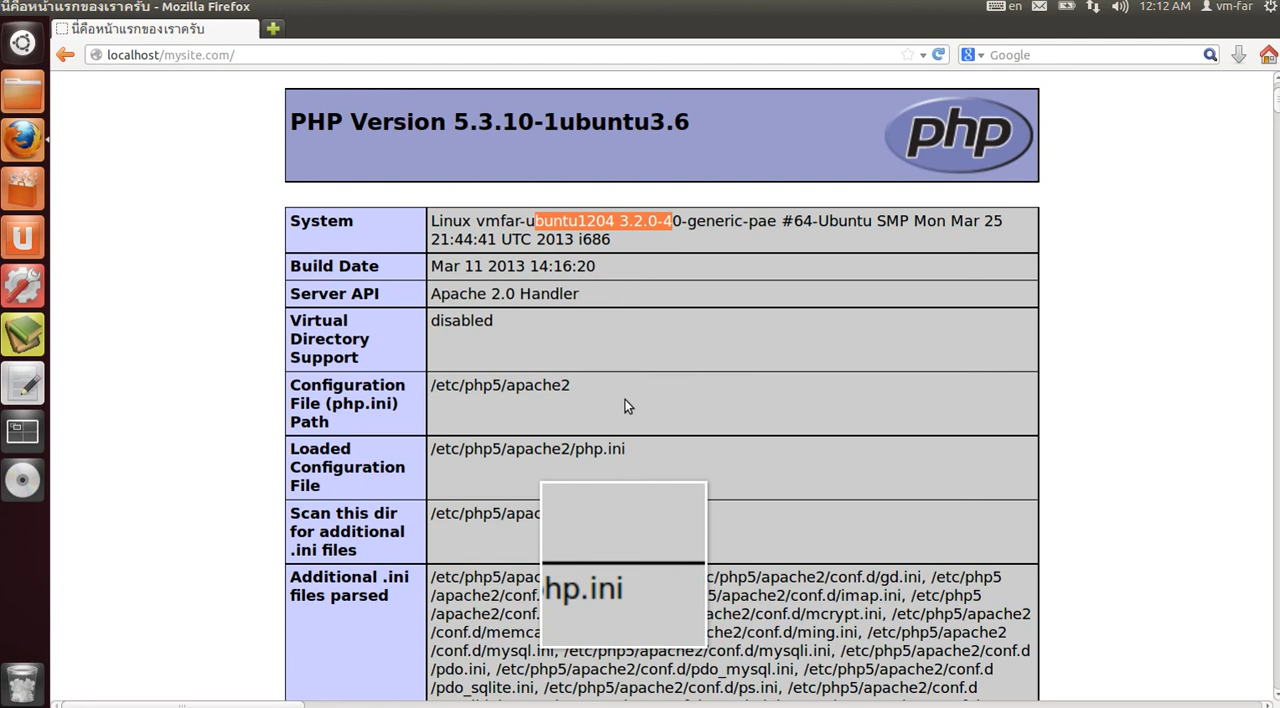 นี่คือหน้าแรกของเราครับ - Mozilla Firefox
en
12:12 AM
vm-far
นี่คือหน้าแรกของเราครับ
localhost/mysite.com/
Google
PHP Version 5.3.10-1ubuntu3.6
php
System
Linux vmfar-ubuntu1204 3.2.0-40-generic-pae #64-Ubuntu SMP Mon Mar 25
21:44:41 UTC 2013 i686
Build Date
Mar 11 2013 14:16:20
Server API
Apache 2.0 Handler
Virtual
Directory
Support
disabled
Configuration
File (php.ini)
Path
/etc/php5/apache2
Loaded
Configuration
File
/etc/php5/apache2/php.ini
Scan this dir
for additional
.ini files
/etc/php5/apac
hp.ini
Additional .ini
files parsed
/etc/php5/apac c/php5/apache2/conf.d/gd.ini, /etc/php5
/apache2/conf. 5/apache2/conf.d/imap.ini, /etc/php5
/apache2/conf. /apache2/conf.d/mcrypt.ini, /etc/php5/apache2
/conf.d/memca che2/conf.d/ming.ini, /etc/php5/apache2
/conf.d/mysql.ini, /etc/php5/apache2/conf.d/mysqli.ini, /etc/php5/apache2/conf.d
/pdo.ini, /etc/php5/apache2/conf.d/pdo_mysql.ini, /etc/php5/apache2/conf.d
/pdo_sqlite.ini, /etc/php5/apache2/conf.d/ps.ini, /etc/php5/apache2/conf.d